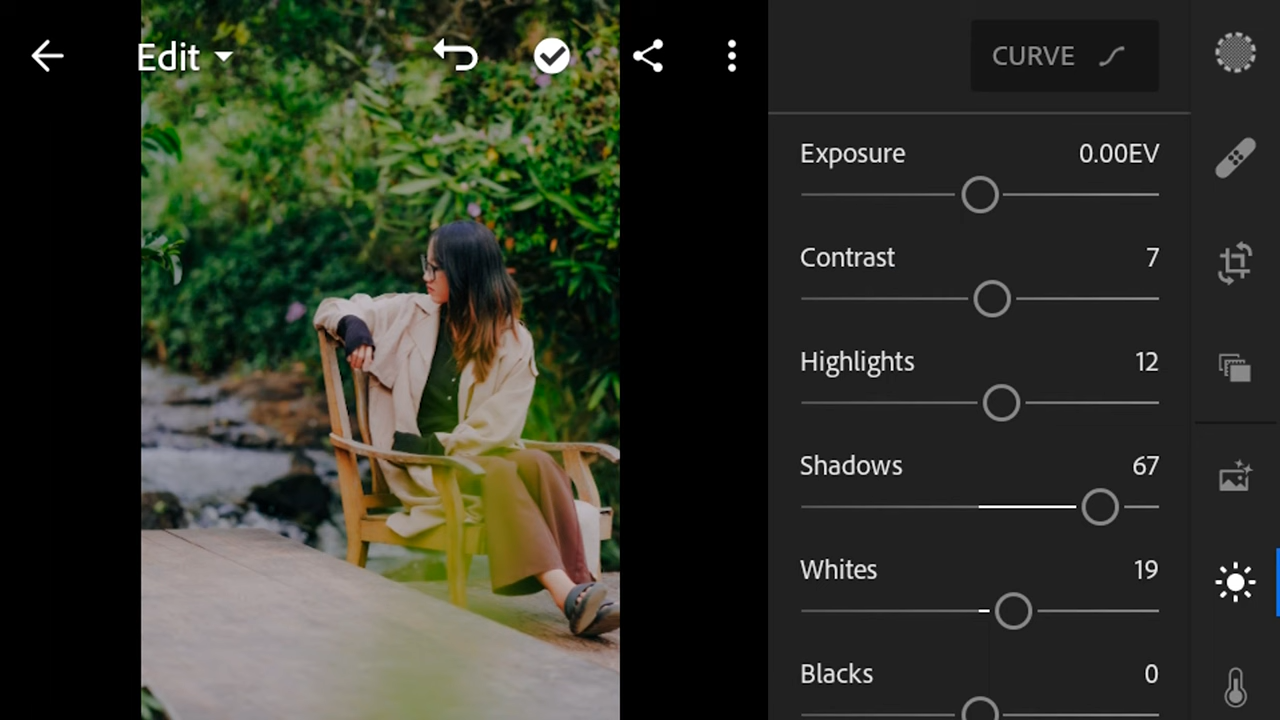 Edit
CURVE
Exposure 0.00EV
Contrast 7
Highlights 12
Shadows 67
Whites 19
Blacks 0